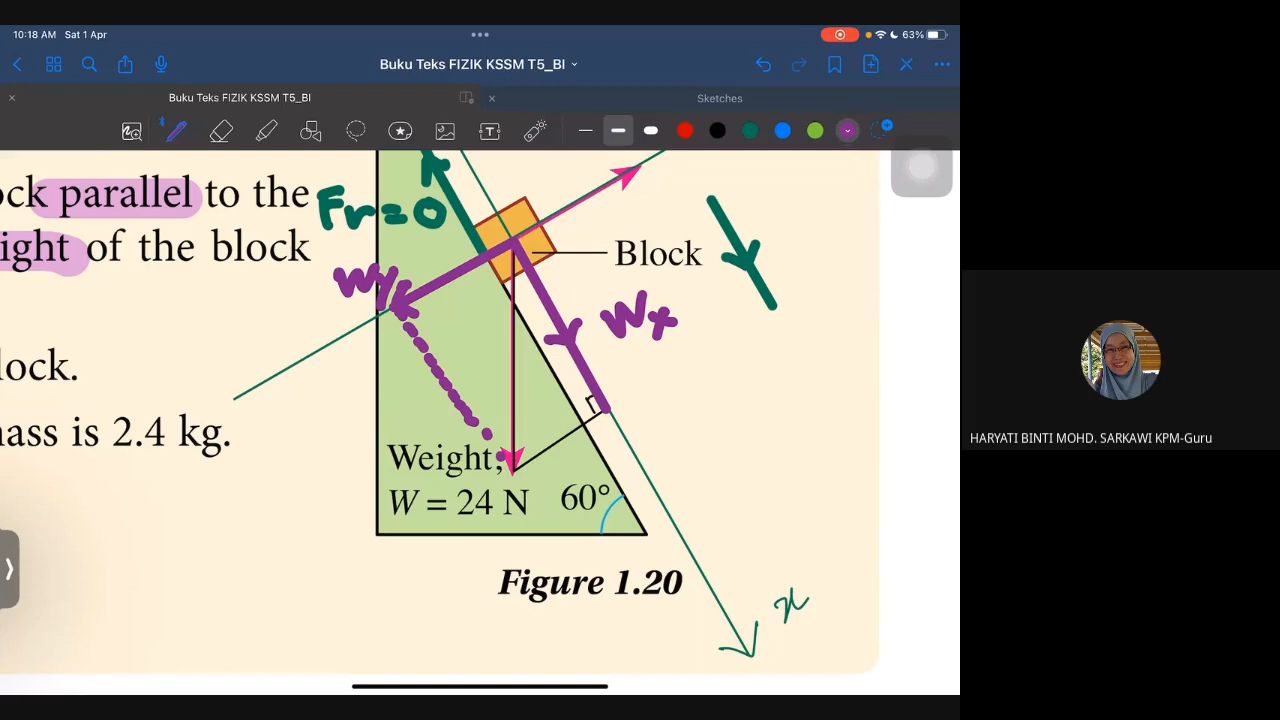 10:18 AM Sat 1 Apr
63%
Buku Teks FIZIK KSSM T5_BI
Buku Teks FIZIK KSSM T5_BI
Sketches
ock parallel to the
ight of the block
lock.
nass is 2.4 kg.
Fr = 0
Wy
Block
Wx
Weight,
W = 24 N
60°
Figure 1.20
x
HARYATI BINTI MOHD. SARKAWI KPM-Guru